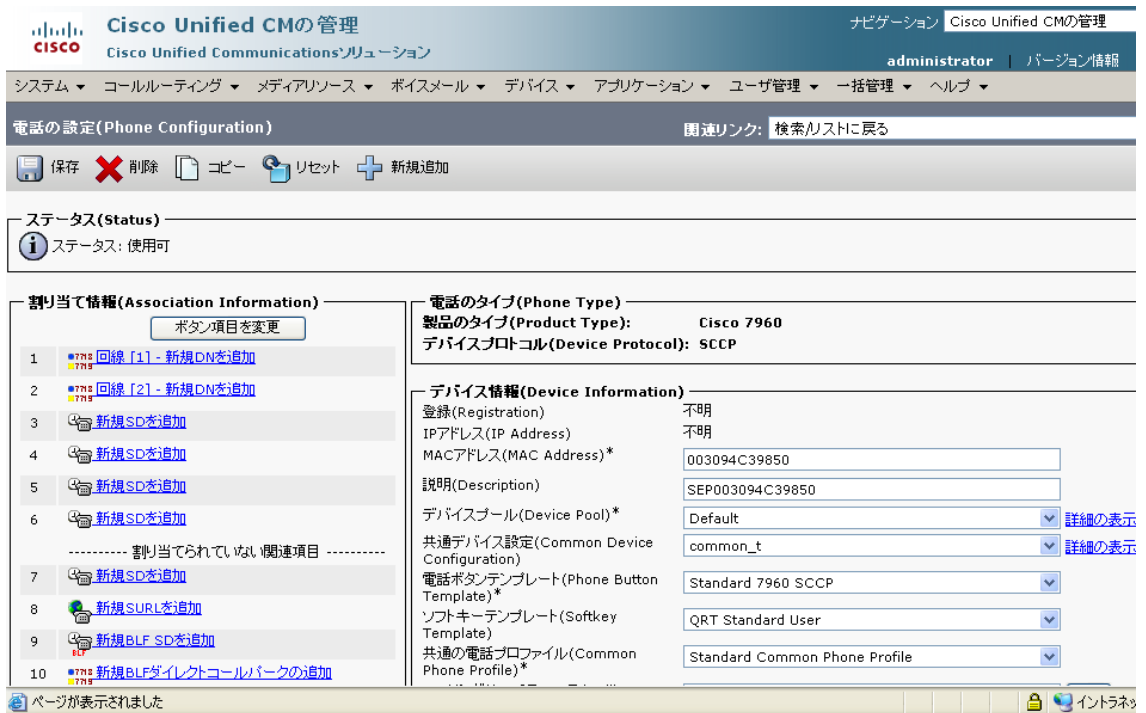 Cisco Unified CMの管理
ナビゲーション Cisco Unified CMの管理
CISCO
Cisco Unified Communicationsソリューション
administrator | バージョン情報
システム ▼ コールルーティング ▼ メディアリソース ▼ ボイスメール ▼ デバイス ▼ アプリケーション ▼ ユーザ管理 ▼ 一括管理 ▼ ヘルプ ▼
電話の設定(Phone Configuration)
関連リンク: 検索/リストに戻る
保存 削除 コピー リセット 新規追加
ステータス(Status)
ステータス: 使用可
割り当て情報(Association Information)
ボタン項目を変更
1 回線 [1] - 新規DNを追加
2 回線 [2] - 新規DNを追加
3 新規SDを追加
4 新規SDを追加
5 新規SDを追加
6 新規SDを追加
---------- 割り当てられていない関連項目 ----------
7 新規SDを追加
8 新規SURLを追加
9 新規BLF SDを追加
10 新規BLFダイレクトコールパークの追加
電話のタイプ(Phone Type)
製品のタイプ(Product Type): Cisco 7960
デバイスプロトコル(Device Protocol): SCCP
デバイス情報(Device Information)
登録(Registration) 不明
IPアドレス(IP Address) 不明
MACアドレス(MAC Address)* 003094C39850
説明(Description) SEP003094C39850
デバイスプール(Device Pool)* Default 詳細の表示
共通デバイス設定(Common Device
Configuration) common_t 詳細の表示
電話ボタンテンプレート(Phone Button
Template)* Standard 7960 SCCP
ソフトキーテンプレート(Softkey
Template) QRT Standard User
共通の電話プロファイル(Common
Phone Profile)* Standard Common Phone Profile
ページが表示されました
イントラネッ